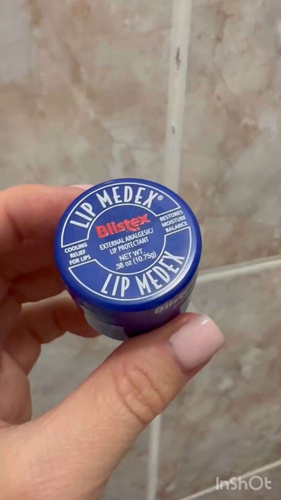 LIP MEDEX®
Blistex
EXTERNAL ANALGESIC/
LIP PROTECTANT
NET WT.
.38 oz (10.75g)
COOLING
RELIEF
FOR LIPS
RESTORES
MOISTURE
BALANCE
LIP MEDEX
Blistex
InShOt